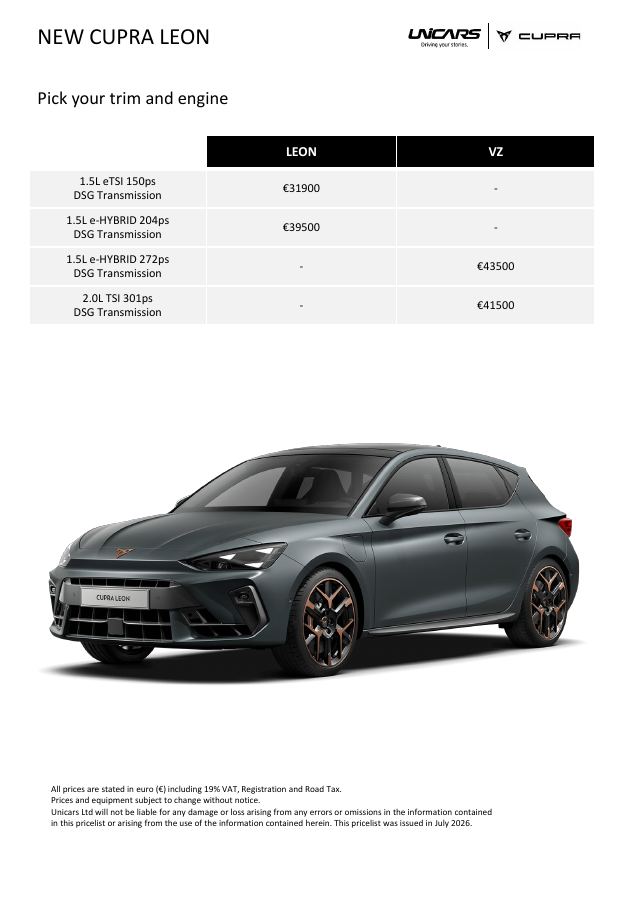 NEW CUPRA LEON
UNICARS
Driving your stories.
CUPRA
Pick your trim and engine
LEON VZ
1.5L eTSI 150ps
DSG Transmission
€31900 -
1.5L e-HYBRID 204ps
DSG Transmission
€39500 -
1.5L e-HYBRID 272ps
DSG Transmission
- €43500
2.0L TSI 301ps
DSG Transmission
- €41500
CUPRA LEON
All prices are stated in euro (€) including 19% VAT, Registration and Road Tax.
Prices and equipment subject to change without notice.
Unicars Ltd will not be liable for any damage or loss arising from any errors or omissions in the information contained
in this pricelist or arising from the use of the information contained herein. This pricelist was issued in July 2026.